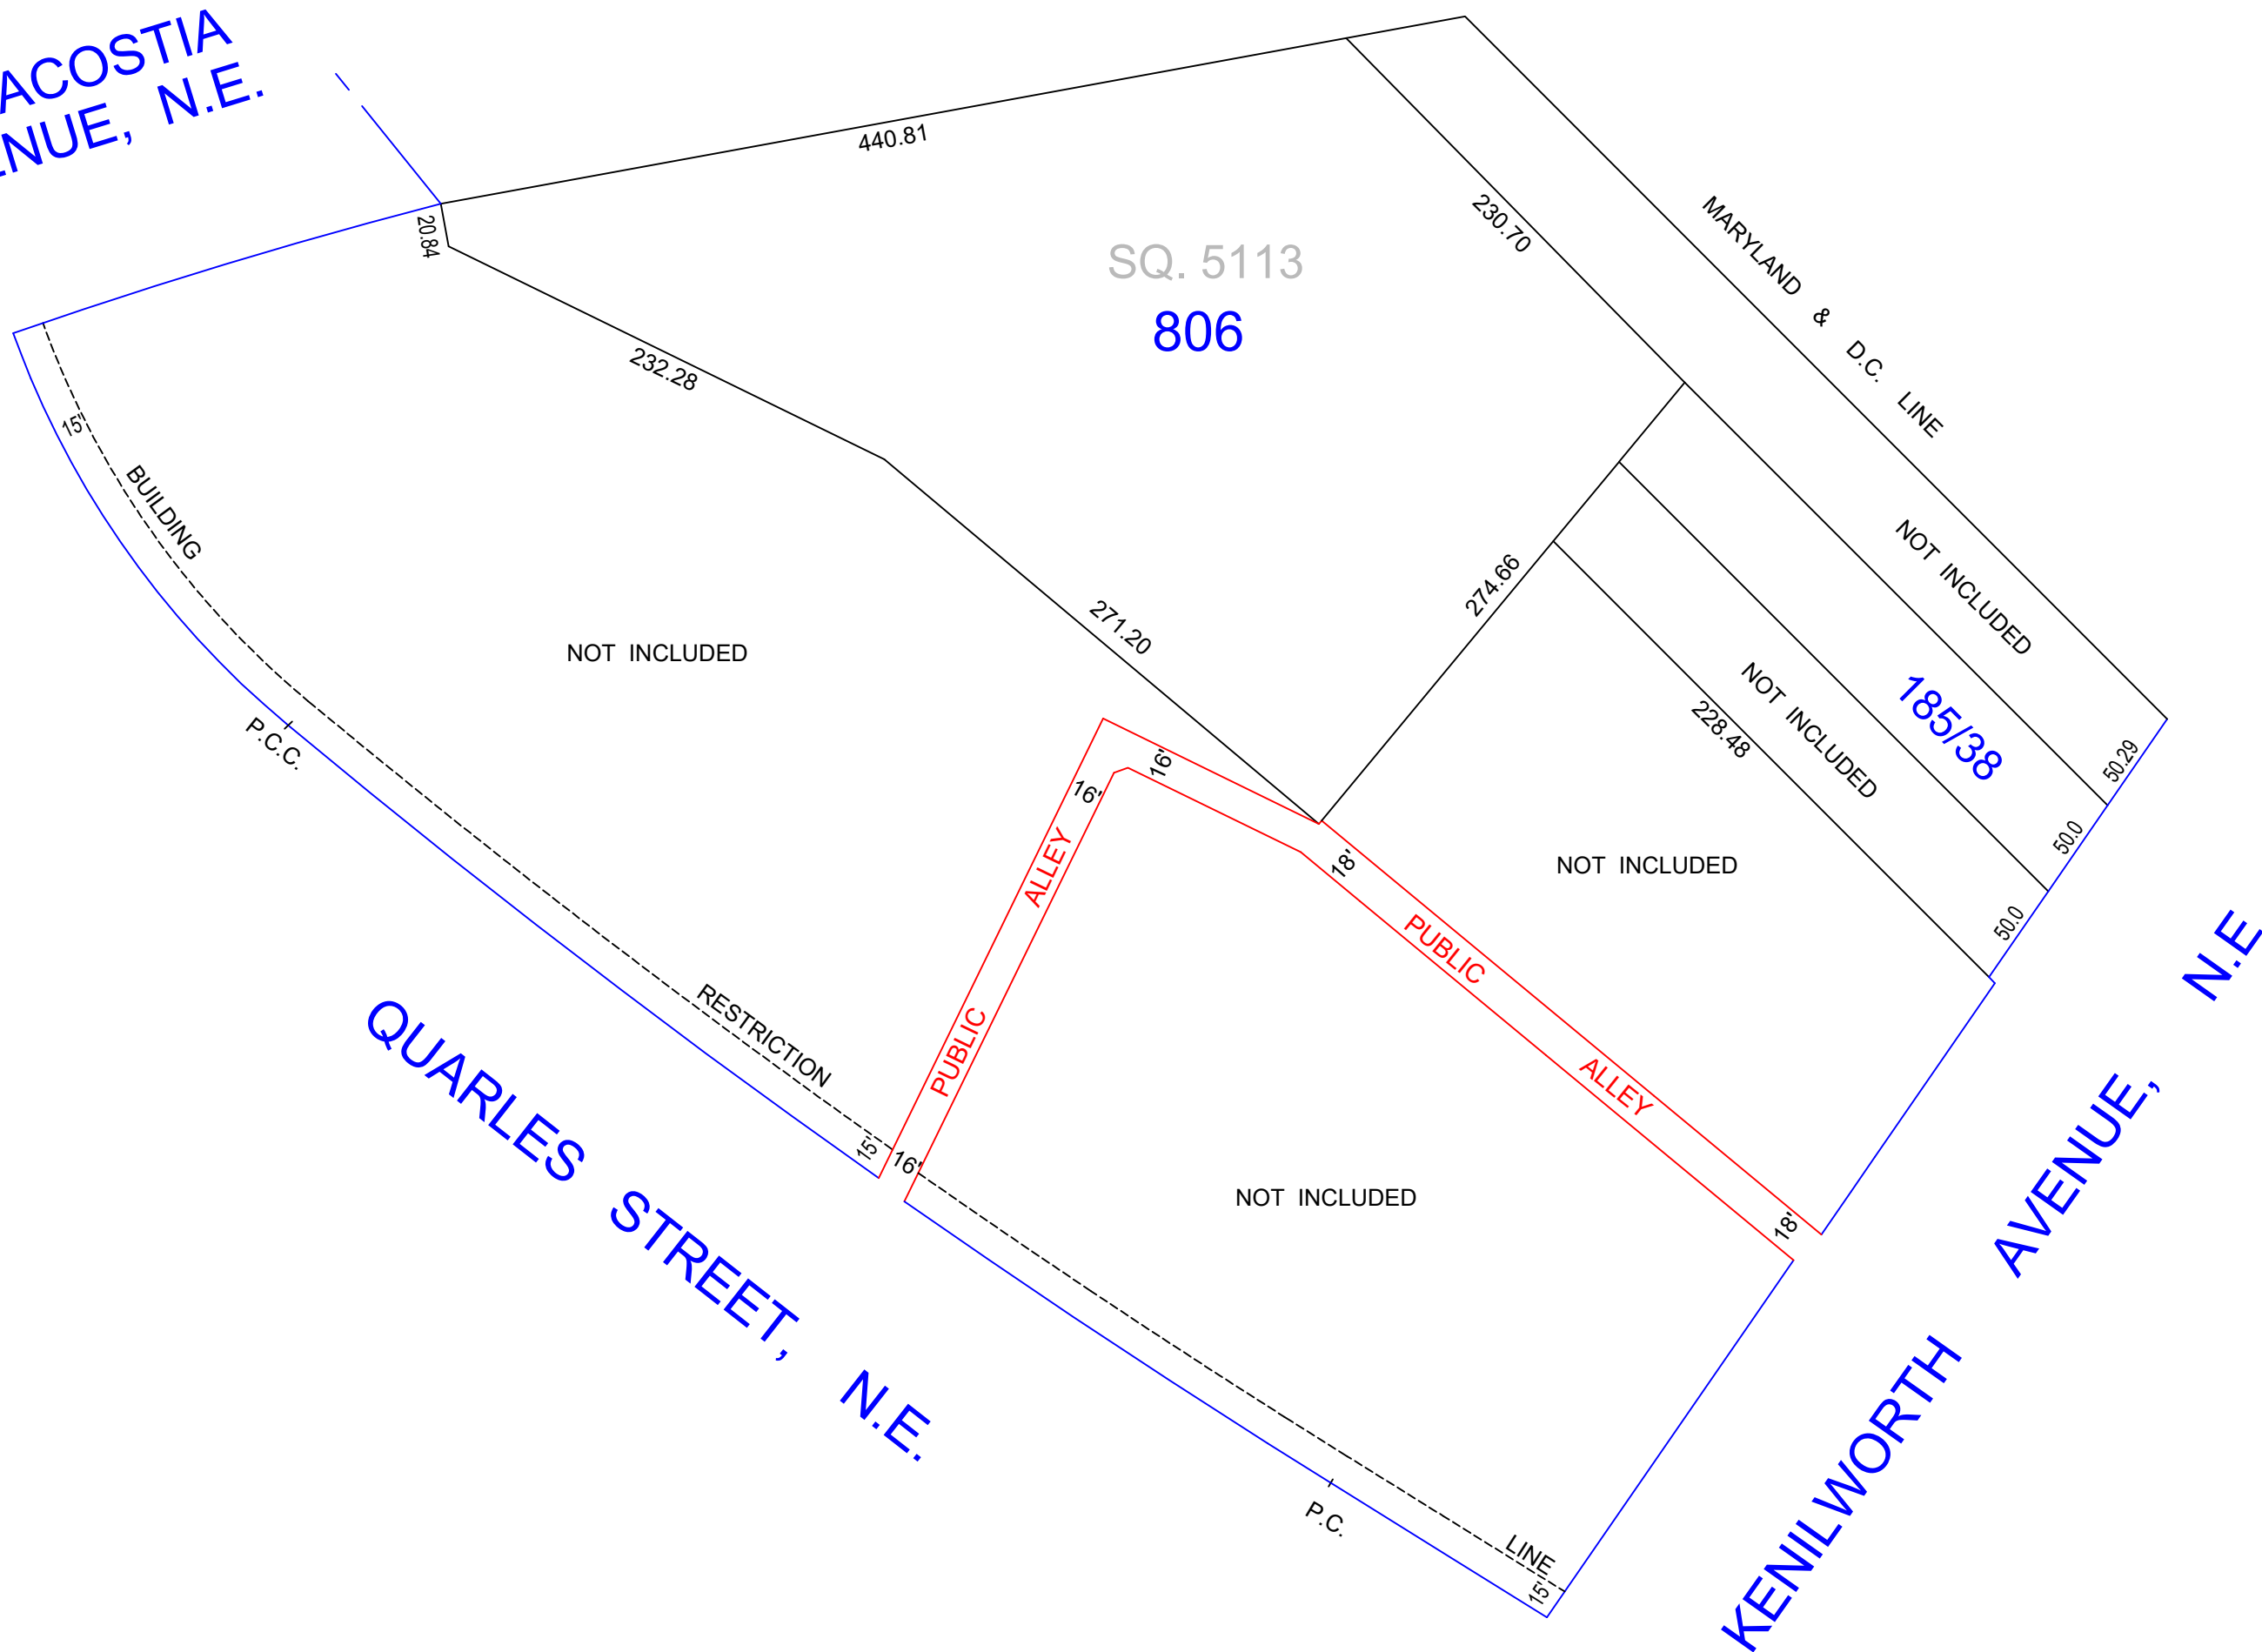 ACOSTIA
NUE, N.E.
440.81
20.84
230.70
MARYLAND & D.C. LINE
SQ. 5113
806
232.28
15'
BUILDING
271.20
274.66
NOT INCLUDED
NOT INCLUDED
185/38
NOT INCLUDED
228.48
50.29
50.0
50.0
P.C.C.
16'
16'
ALLEY
PUBLIC
18'
NOT INCLUDED
PUBLIC
ALLEY
RESTRICTION
15'
16'
NOT INCLUDED
18'
QUARLES STREET, N.E.
KENILWORTH AVENUE, N.E
P.C.
LINE
15'